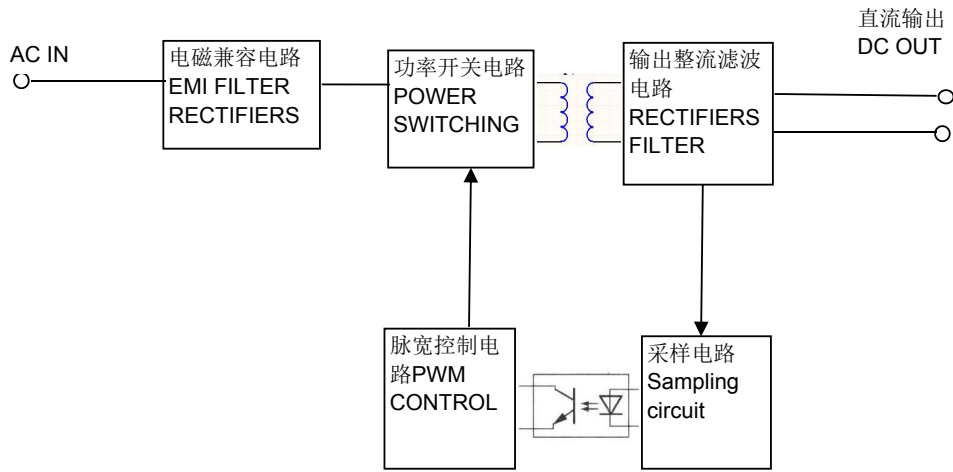 AC IN
电磁兼容电路
EMI FILTER
RECTIFIERS
功率开关电路
POWER
SWITCHING
输出整流滤波
电路
RECTIFIERS
FILTER
直流输出
DC OUT
脉宽控制电
路PWM
CONTROL
采样电路
Sampling
circuit